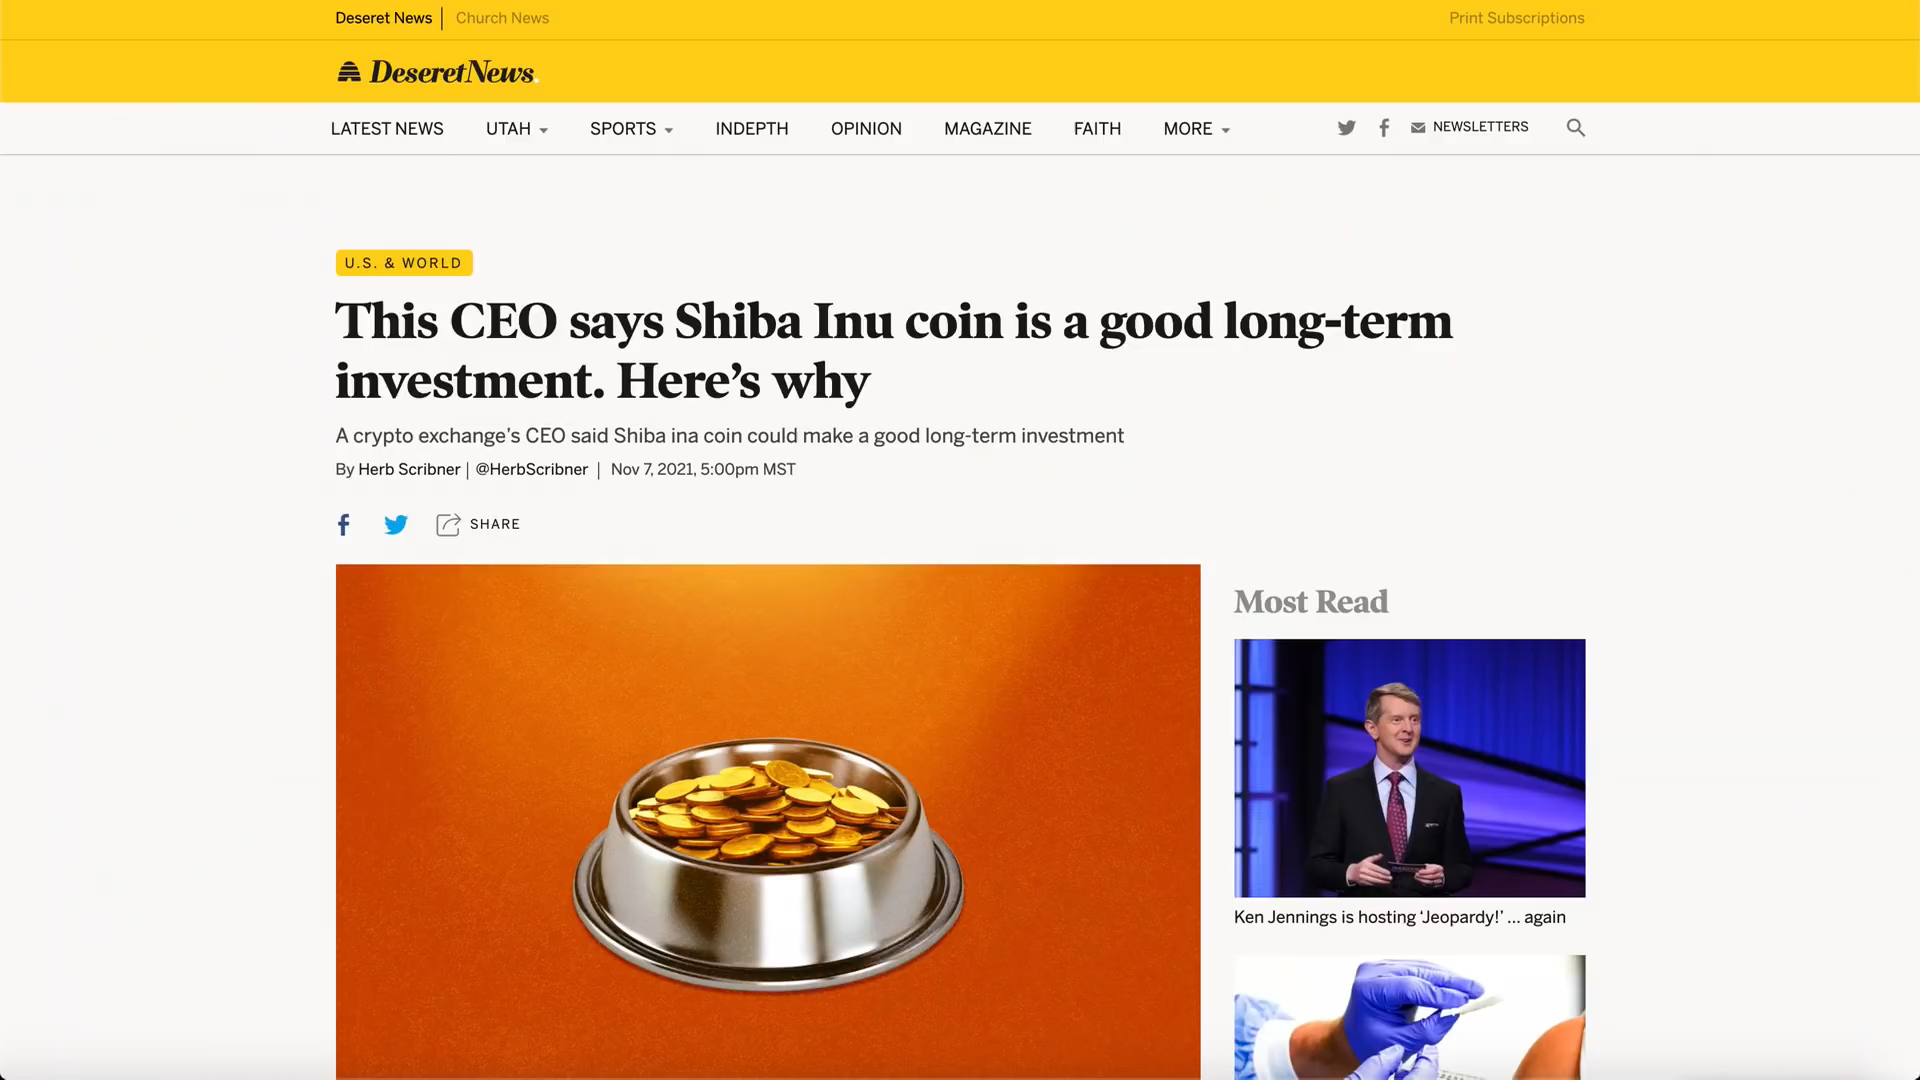 Deseret News
Church News
Print Subscriptions
Deseret News.
LATEST NEWS
UTAH
SPORTS
INDEPTH
OPINION
MAGAZINE
FAITH
MORE
NEWSLETTERS
U.S. & WORLD
This CEO says Shiba Inu coin is a good long-term
investment. Here’s why
A crypto exchange’s CEO said Shiba ina coin could make a good long-term investment
By Herb Scribner | @HerbScribner | Nov 7, 2021, 5:00pm MST
SHARE
Most Read
Ken Jennings is hosting ‘Jeopardy!’ ... again